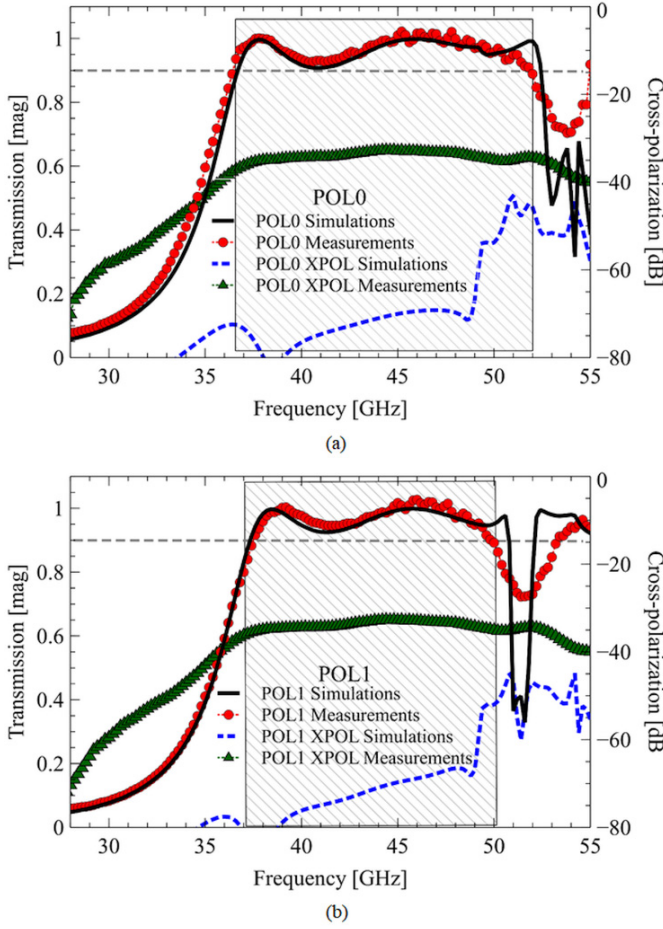 1
0.8
0.6
0.4
0.2
0
Transmission [mag]
0
−20
−40
−60
−80
Cross-polarization [dB]
POL0
POL0 Simulations
POL0 Measurements
POL0 XPOL Simulations
POL0 XPOL Measurements
30 35 40 45 50 55
Frequency [GHz]
(a)
1
0.8
0.6
0.4
0.2
0
Transmission [mag]
0
−20
−40
−60
−80
Cross-polarization [dB
POL1
POL1 Simulations
POL1 Measurements
POL1 XPOL Simulations
POL1 XPOL Measurements
30 35 40 45 50 55
Frequency [GHz]
(b)